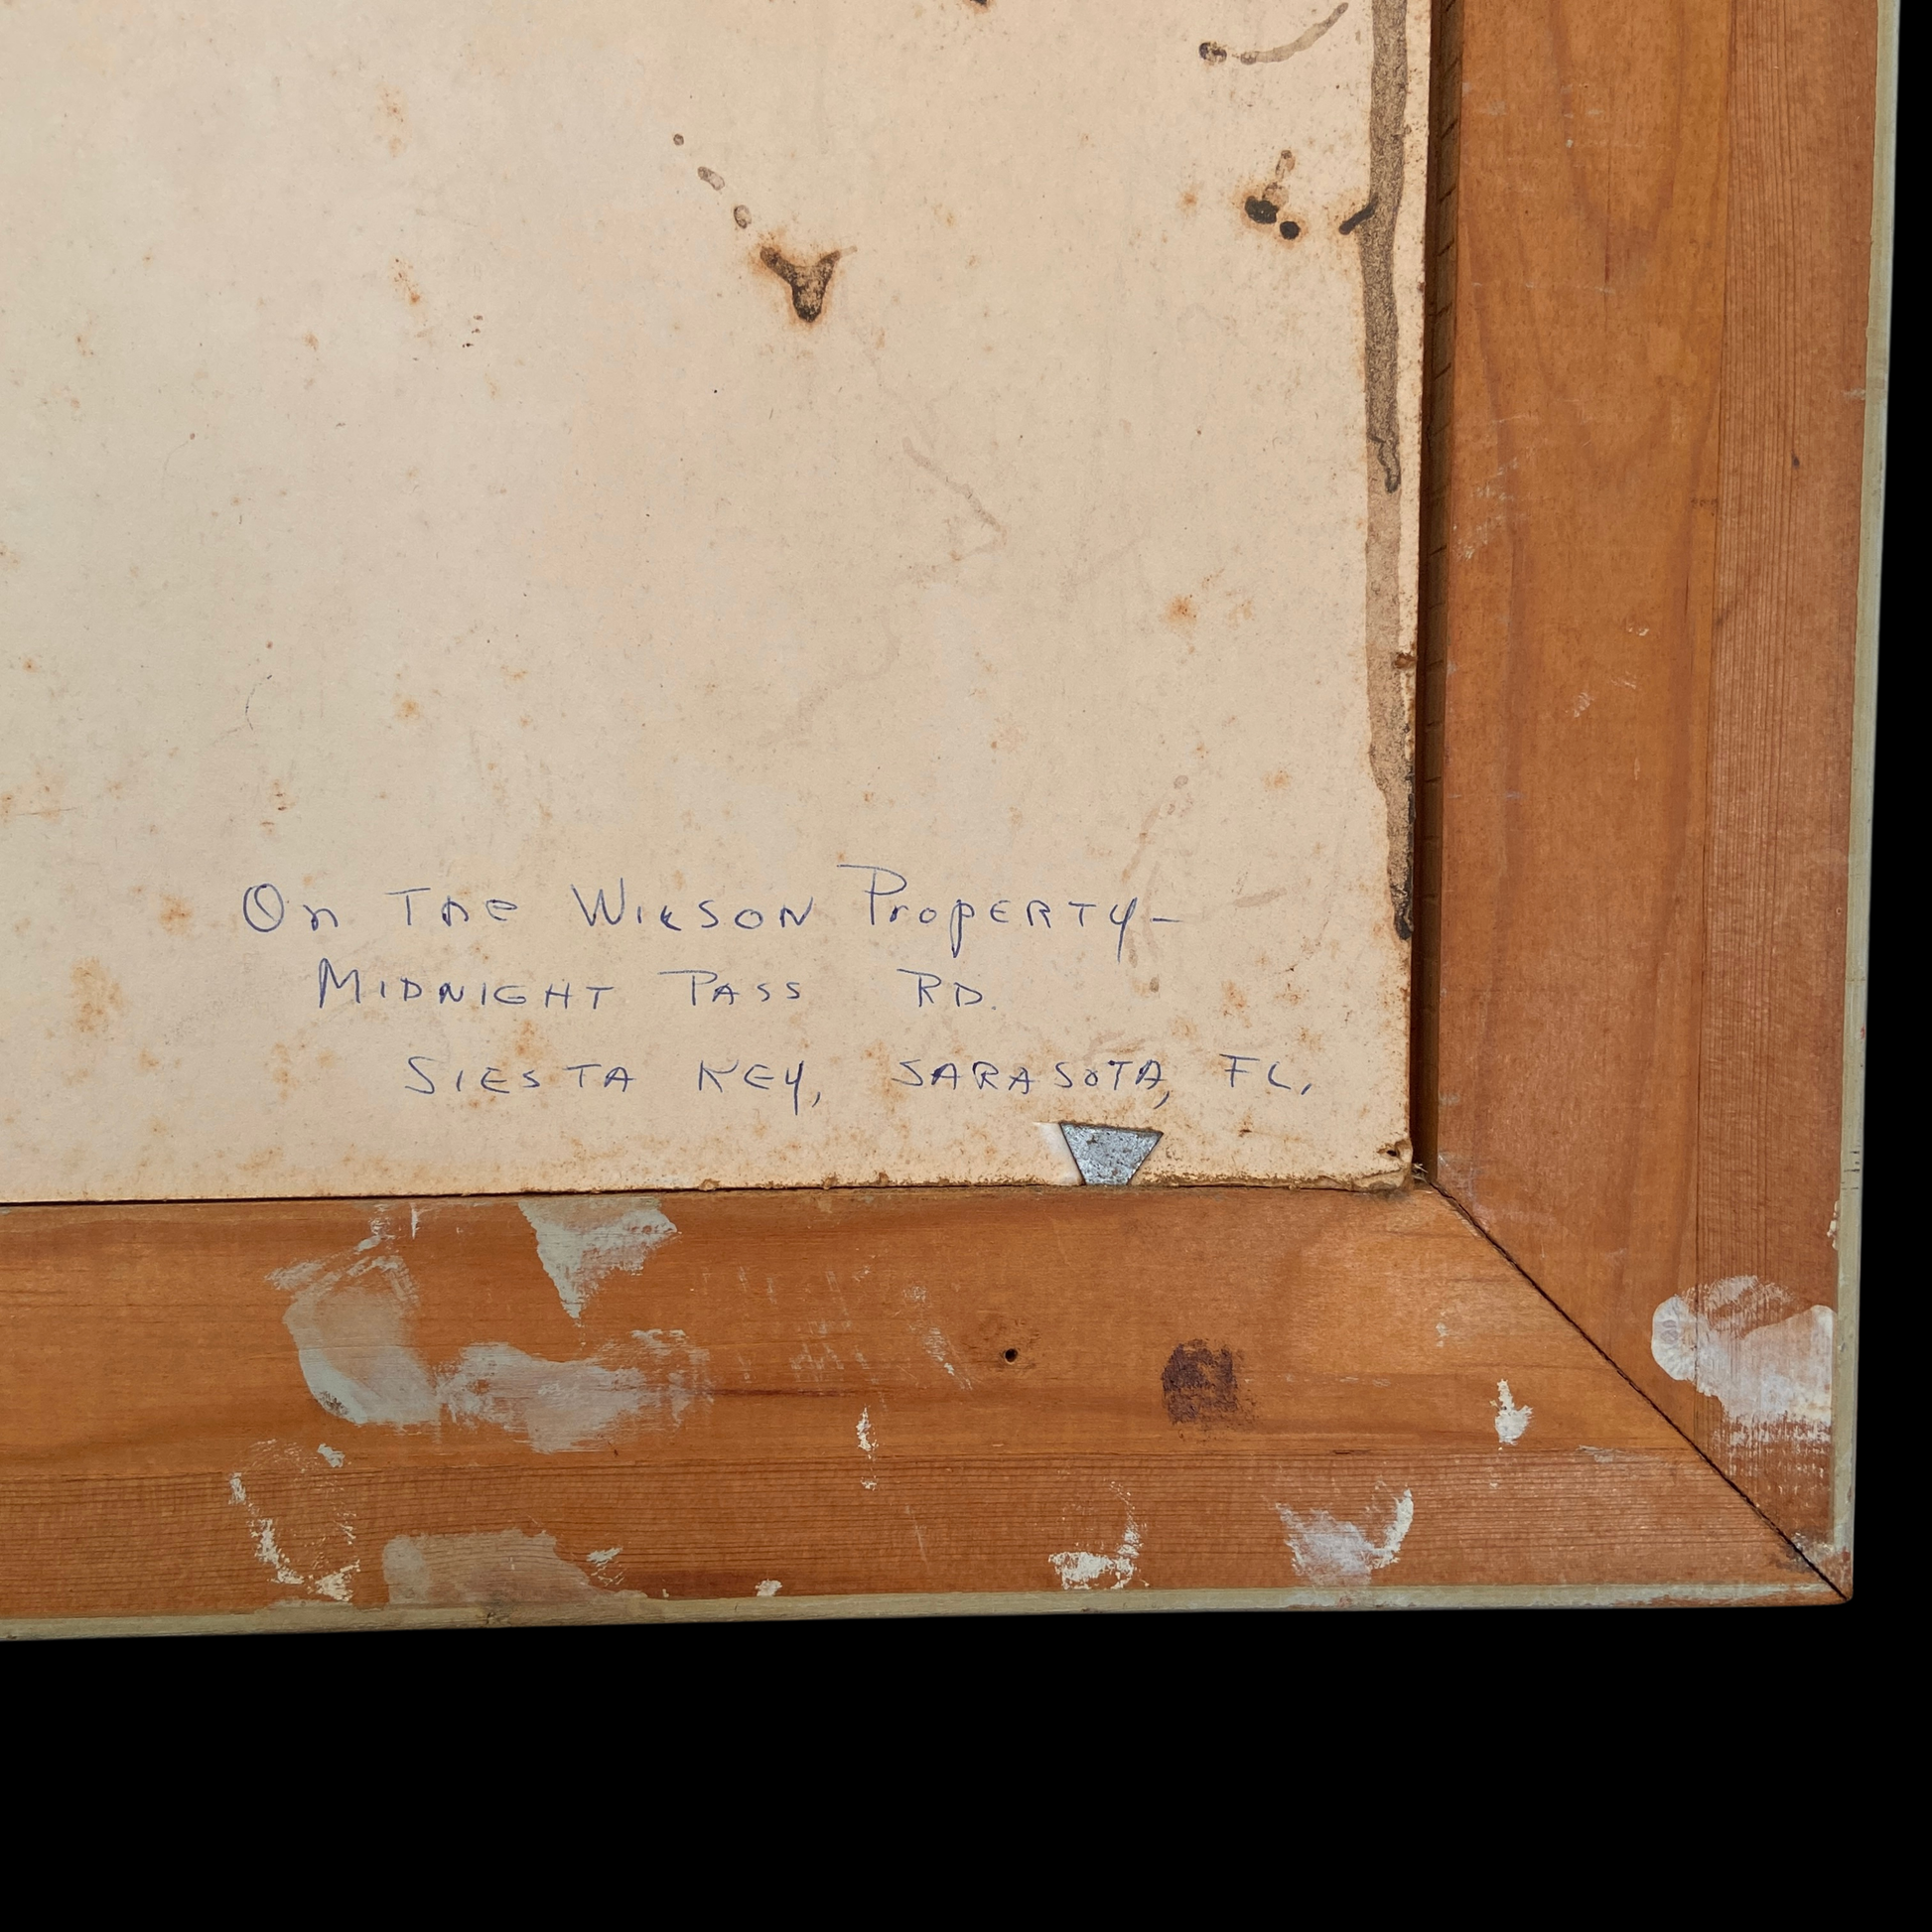 On The Wilson Property-
MIDNIGHT PASS RD.
SIESTA KEY, SARASOTA, FL.